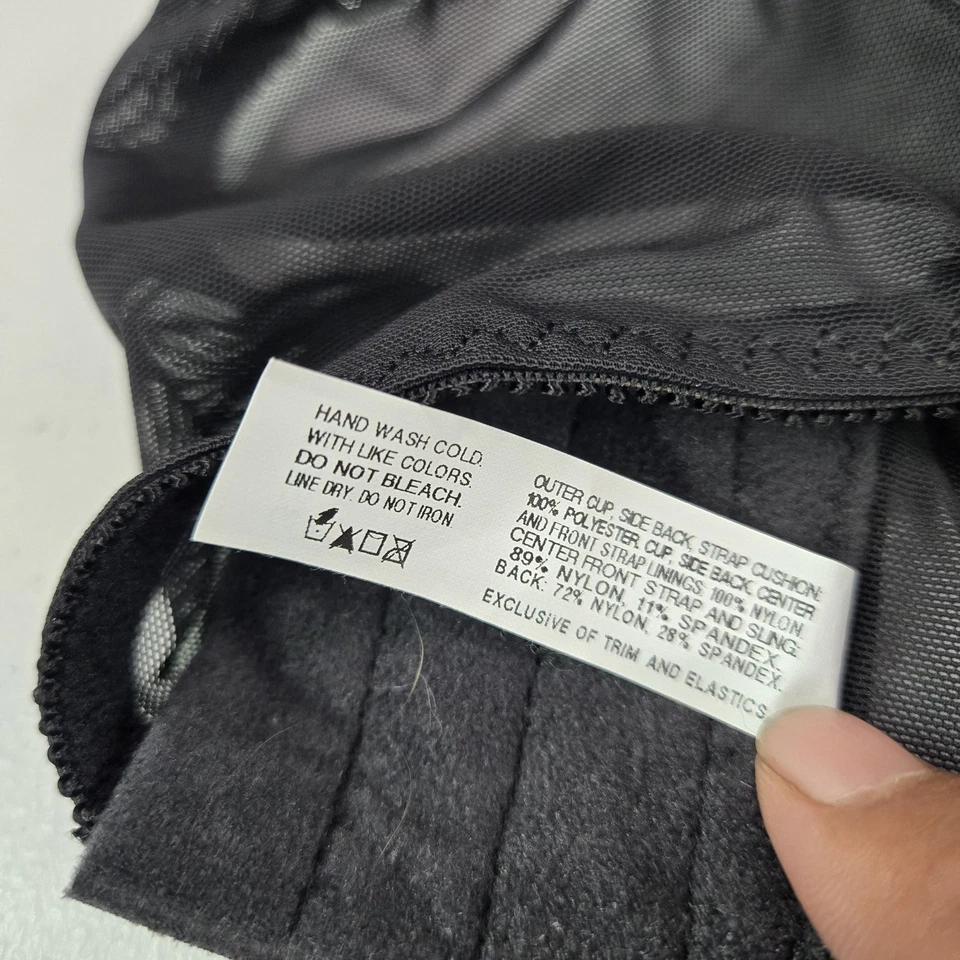 HAND WASH COLD.
WITH LIKE COLORS.
DO NOT BLEACH.
LINE DRY. DO NOT IRON
OUTER CUP, SIDE BACK, STRAP CUSHION:
100% POLYESTER, CUP, SIDE BACK, CENTER
AND FRONT STRAP LININGS: 100% NYLON.
CENTER FRONT STRAP AND SLING:
89% NYLON, 11% SPANDEX.
BACK: 72% NYLON, 28% SPANDEX.
EXCLUSIVE OF TRIM AND ELASTICS